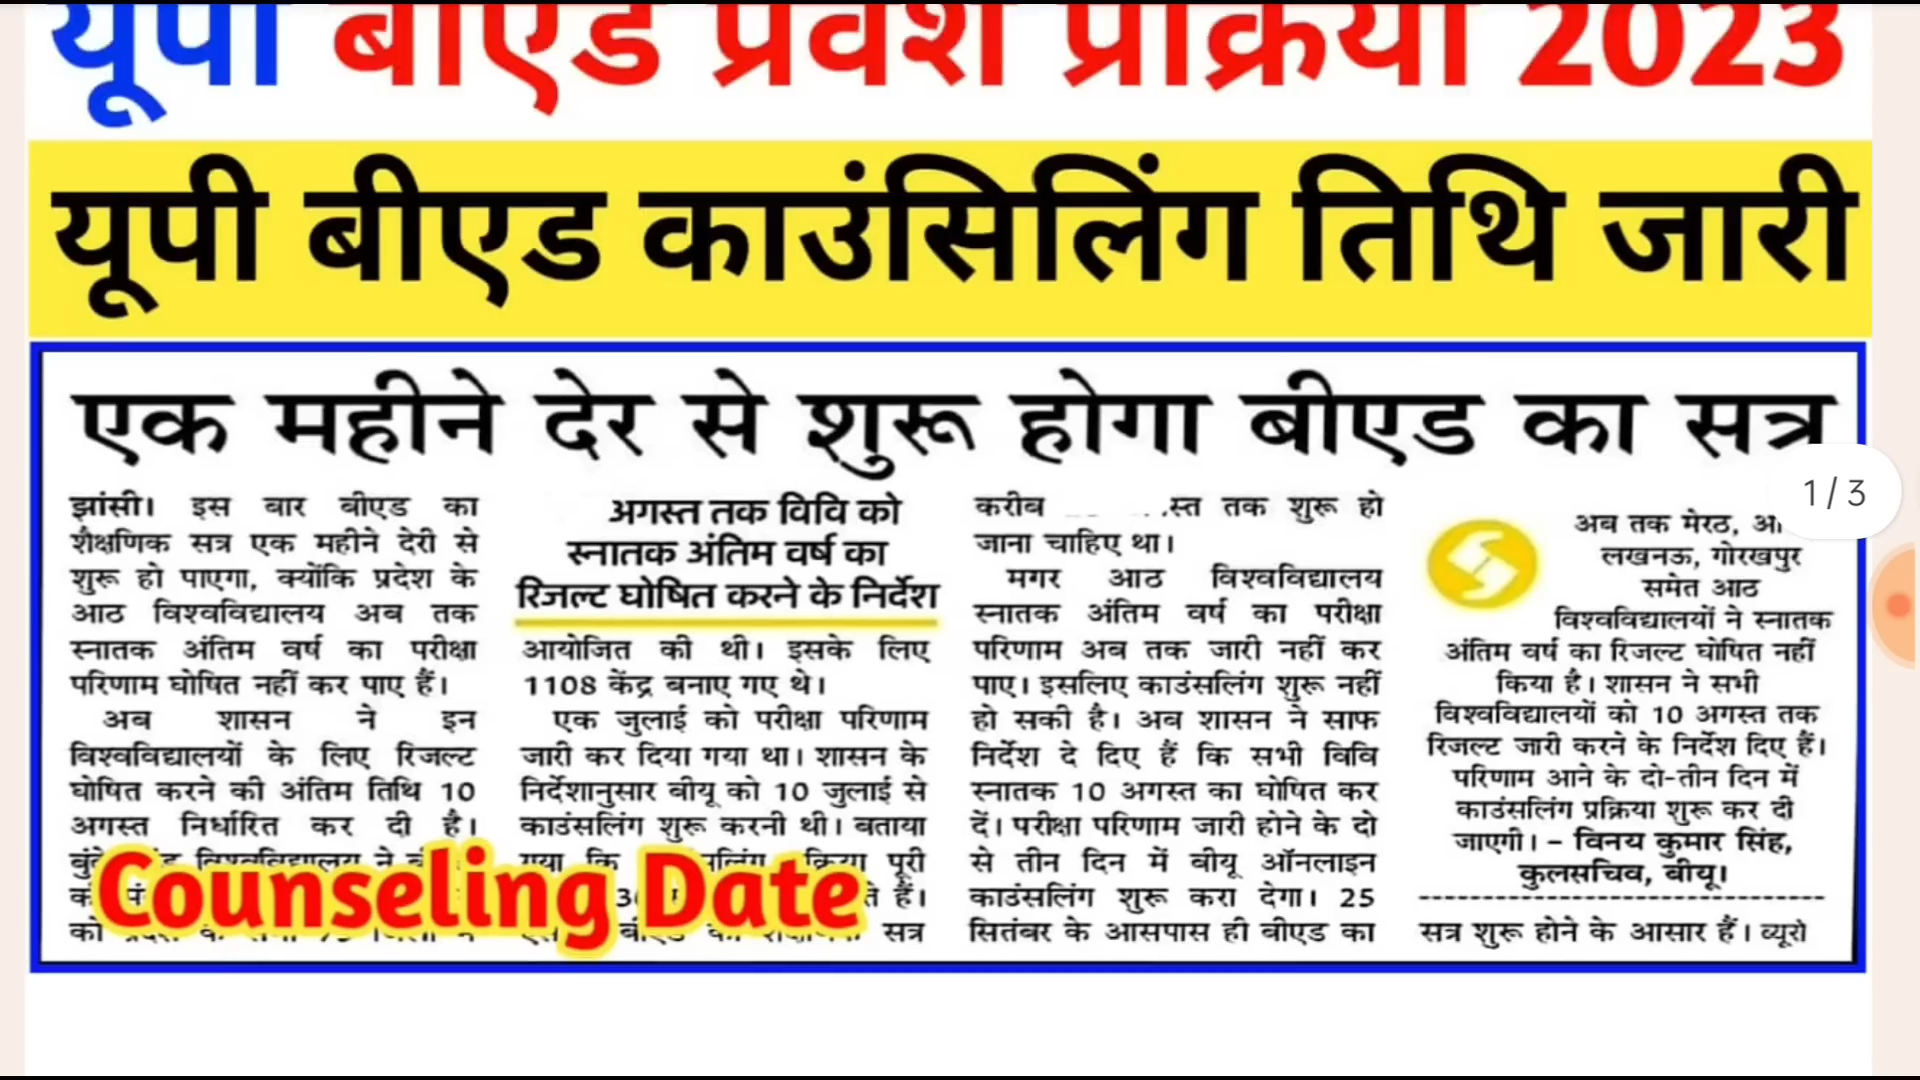 यूपी बीएड प्रवेश प्रक्रिया 2023
यूपी बीएड काउंसिलिंग तिथि जारी
एक महीने देर से शुरू होगा बीएड का सत्र
झांसी। इस बार बीएड का
शैक्षणिक सत्र एक महीने देरी से
शुरू हो पाएगा, क्योंकि प्रदेश के
आठ विश्वविद्यालय अब तक
स्नातक अंतिम वर्ष का परीक्षा
परिणाम घोषित नहीं कर पाए हैं।
अब शासन ने इन
विश्वविद्यालयों के लिए रिजल्ट
घोषित करने की अंतिम तिथि 10
अगस्त निर्धारित कर दी है।
विश्वविद्यालय ने
को
Counseling Date
अगस्त तक विवि को
स्नातक अंतिम वर्ष का
रिजल्ट घोषित करने के निर्देश
आयोजित की थी। इसके लिए
1108 केंद्र बनाए गए थे।
एक जुलाई को परीक्षा परिणाम
जारी कर दिया गया था। शासन के
निर्देशानुसार बीयू को 10 जुलाई से
काउंसलिंग शुरू करनी थी। बताया
गया कि पूरी
हैं।
सत्र
करीब तक शुरू हो
जाना चाहिए था।
मगर आठ विश्वविद्यालय
स्नातक अंतिम वर्ष का परीक्षा
परिणाम अब तक जारी नहीं कर
पाए। इसलिए काउंसलिंग शुरू नहीं
हो सकी है। अब शासन ने साफ
निर्देश दे दिए हैं कि सभी विवि
स्नातक 10 अगस्त का घोषित कर
दें। परीक्षा परिणाम जारी होने के दो
से तीन दिन में बीयू ऑनलाइन
काउंसलिंग शुरू करा देगा। 25
सितंबर के आसपास ही बीएड का
1/3
अब तक मेरठ,
लखनऊ, गोरखपुर
समेत आठ
विश्वविद्यालयों ने स्नातक
अंतिम वर्ष का रिजल्ट घोषित नहीं
किया है। शासन ने सभी
विश्वविद्यालयों को 10 अगस्त तक
रिजल्ट जारी करने के निर्देश दिए हैं।
परिणाम आने के दो-तीन दिन में
काउंसलिंग प्रक्रिया शुरू कर दी
जाएगी। – विनय कुमार सिंह,
कुलसचिव, बीयू।
सत्र शुरू होने के आसार हैं। ब्यूरो